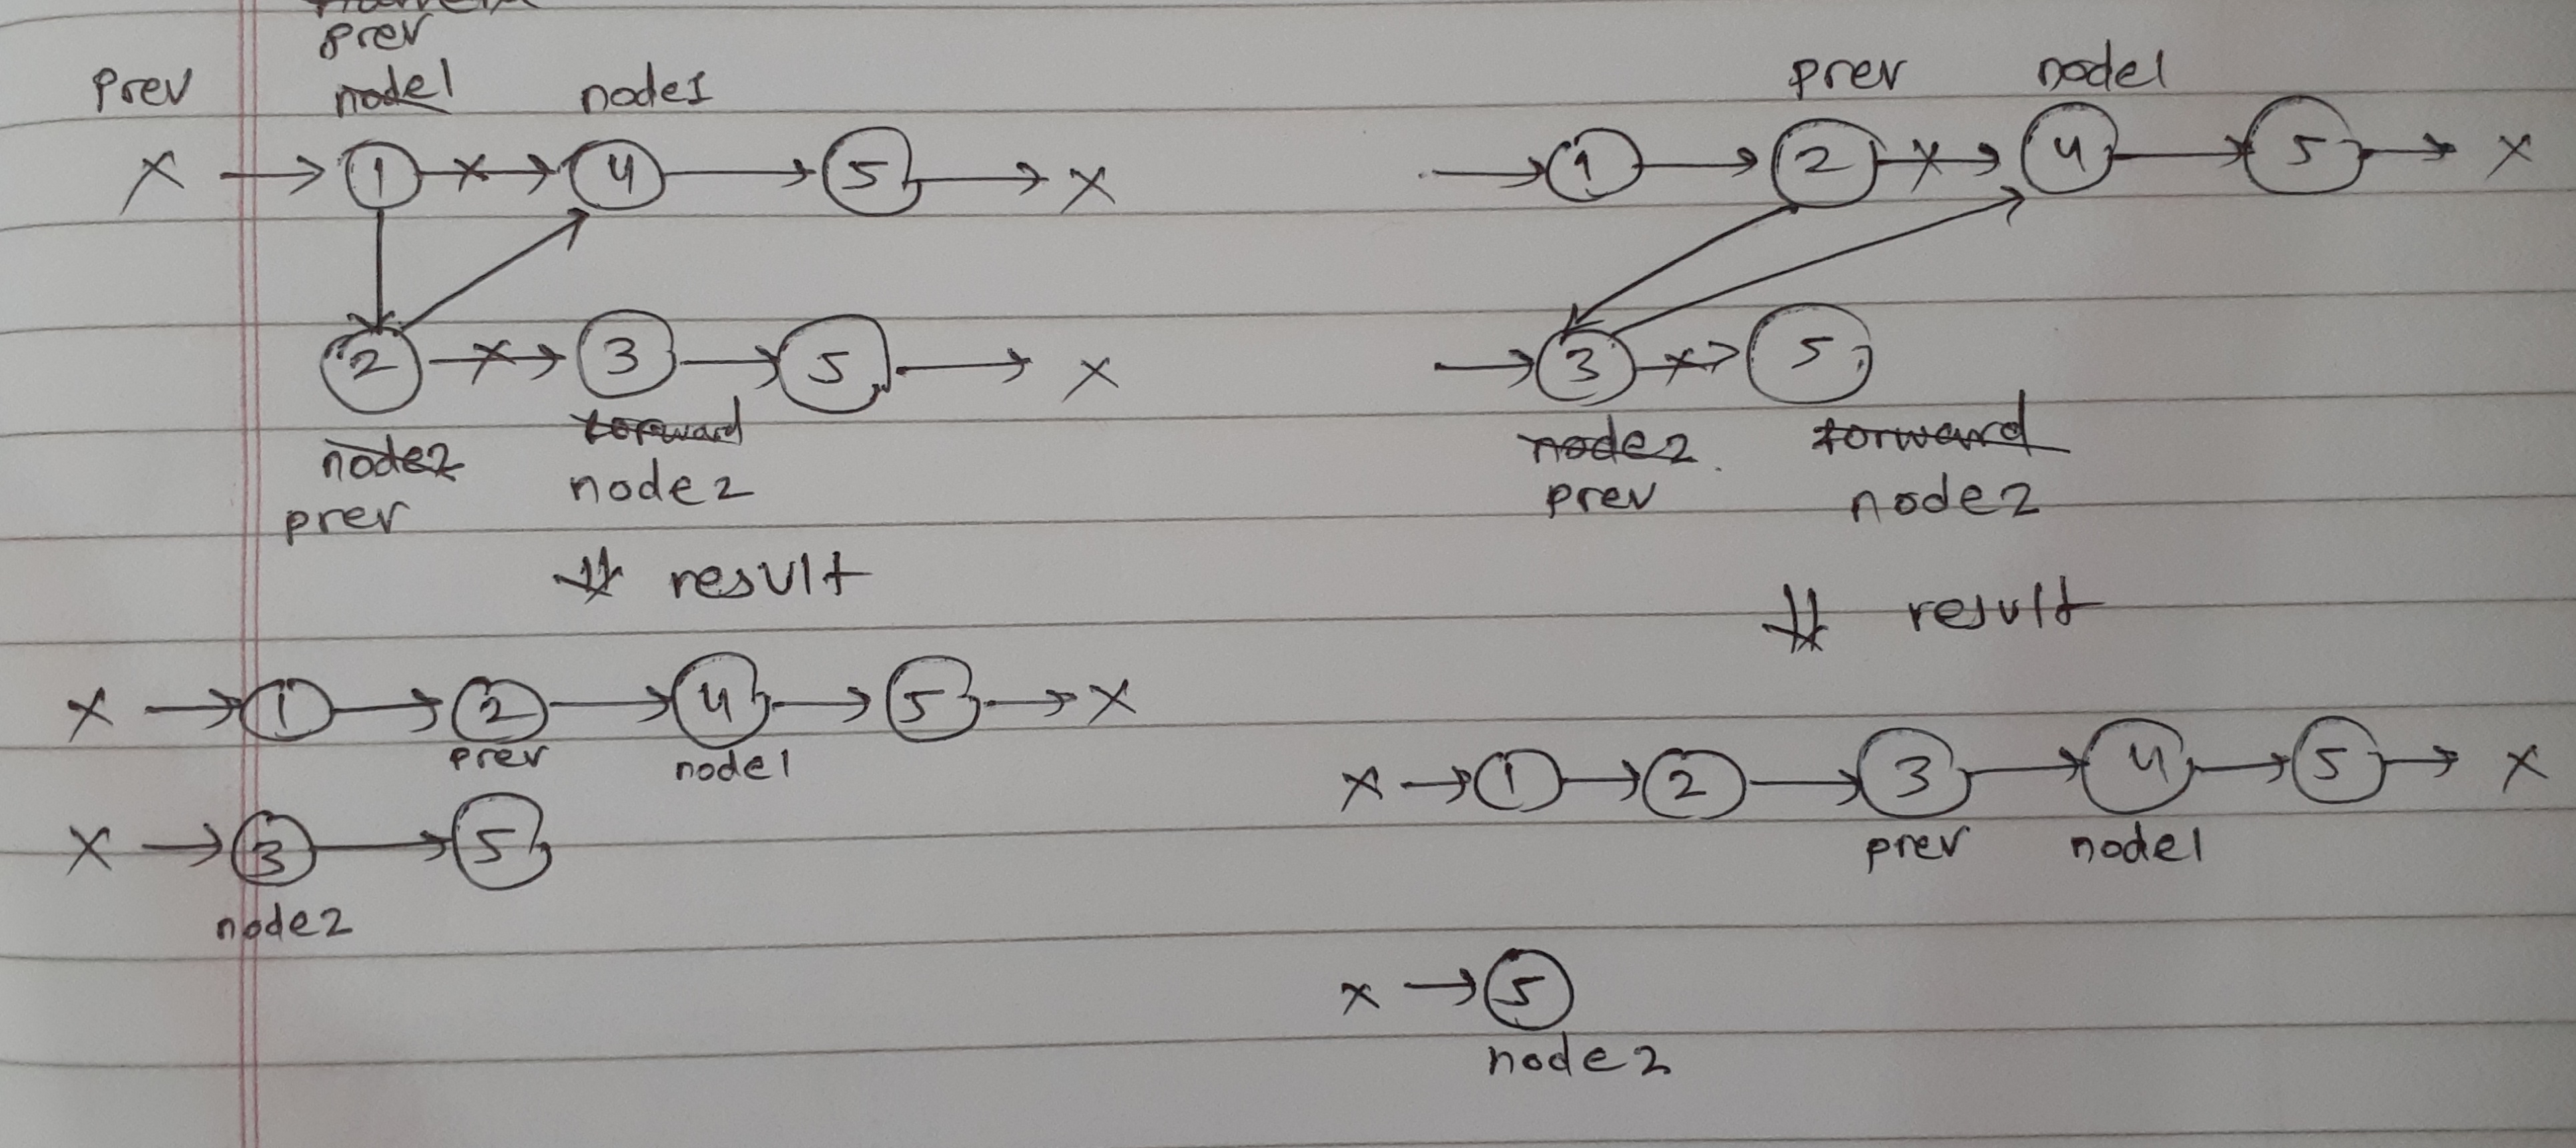 prev
prev
node1
node1
X → 1 → X → 4 → 5 → X
2 → X → 3 → 5 → X
node2
forward
prev
node2
# result
X → 1 → 2 → 4 → 5 → X
prev
node1
X → 3 → 5
node2
prev
node1
→ 1 → 2 → X → 4 → 5 → X
→ 3 → X → 5
node2
forward
prev
node2
# result
X → 1 → 2 → 3 → 4 → 5 → X
prev
node1
X → 5
node2